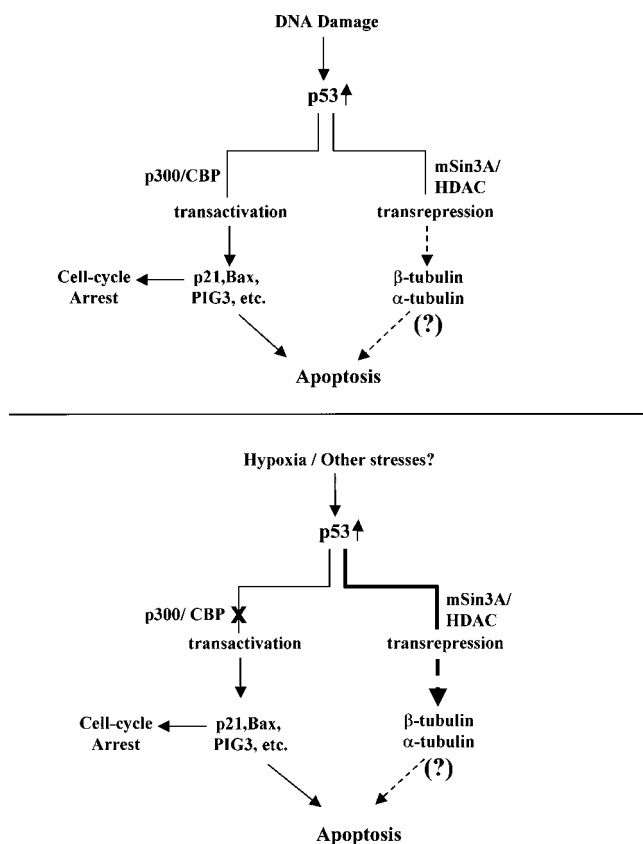 DNA Damage
p53
p300/CBP
mSin3A/
HDAC
transactivation
transrepression
Cell-cycle
Arrest
p21,Bax,
PIG3, etc.
β-tubulin
α-tubulin
(?)
Apoptosis
Hypoxia / Other stresses?
p53
p300/ CBP
mSin3A/
HDAC
transactivation
transrepression
Cell-cycle
Arrest
p21,Bax,
PIG3, etc.
β-tubulin
α-tubulin
(?)
Apoptosis